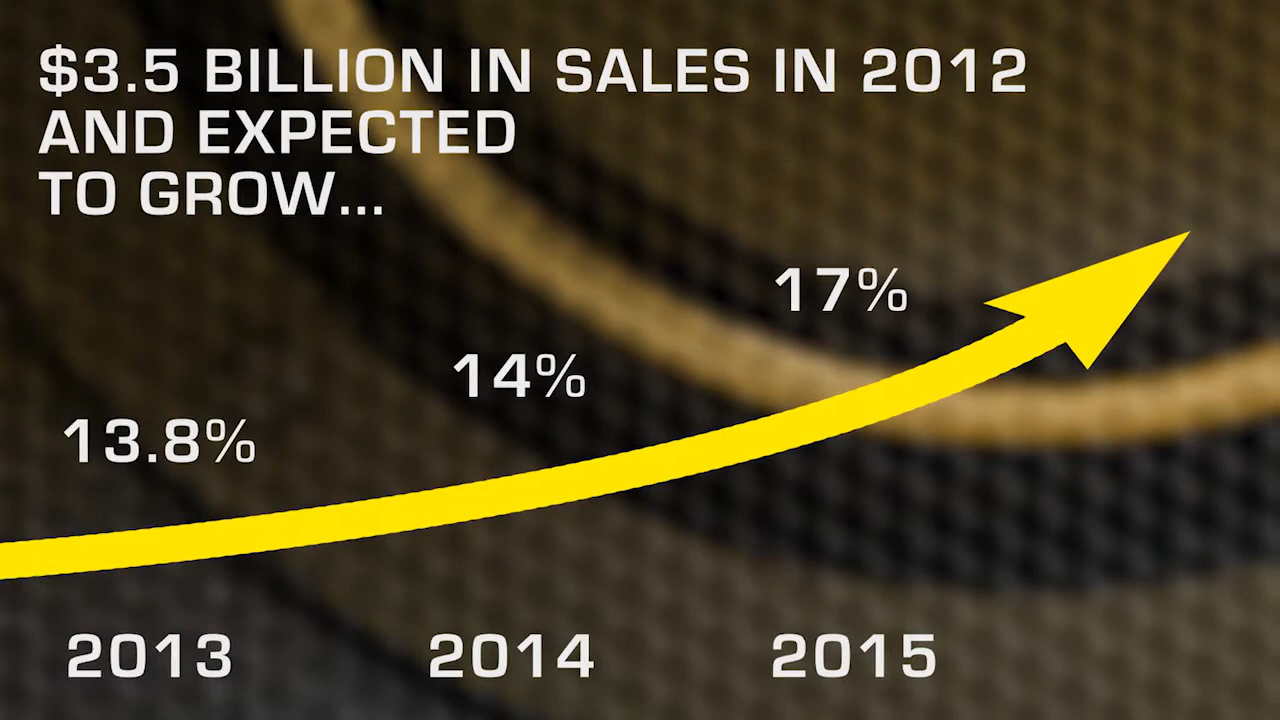 $3.5 BILLION IN SALES IN 2012
AND EXPECTED
TO GROW...
17%
14%
13.8%
2013 2014 2015